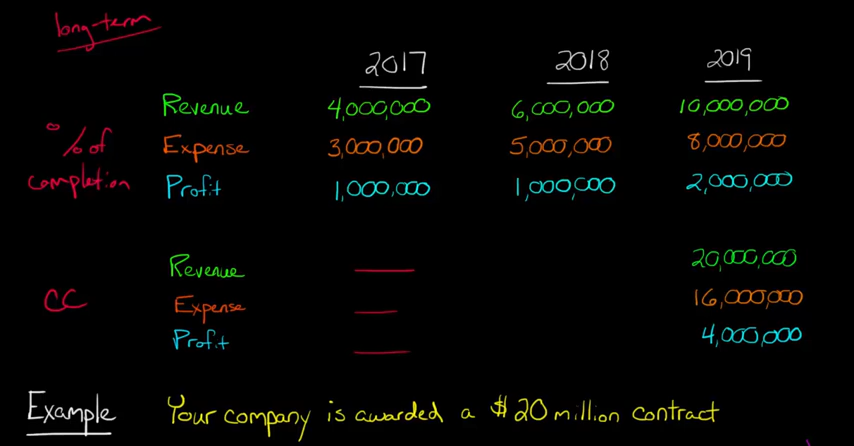 long-term
2017 2018 2019
Revenue 4,000,000 6,000,000 10,000,000
% of Expense 3,000,000 5,000,000 8,000,000
completion Profit 1,000,000 1,000,000 2,000,000
Revenue 20,000,000
CC Expense 16,000,000
Profit 4,000,000
Example Your company is awarded a $20 million contract